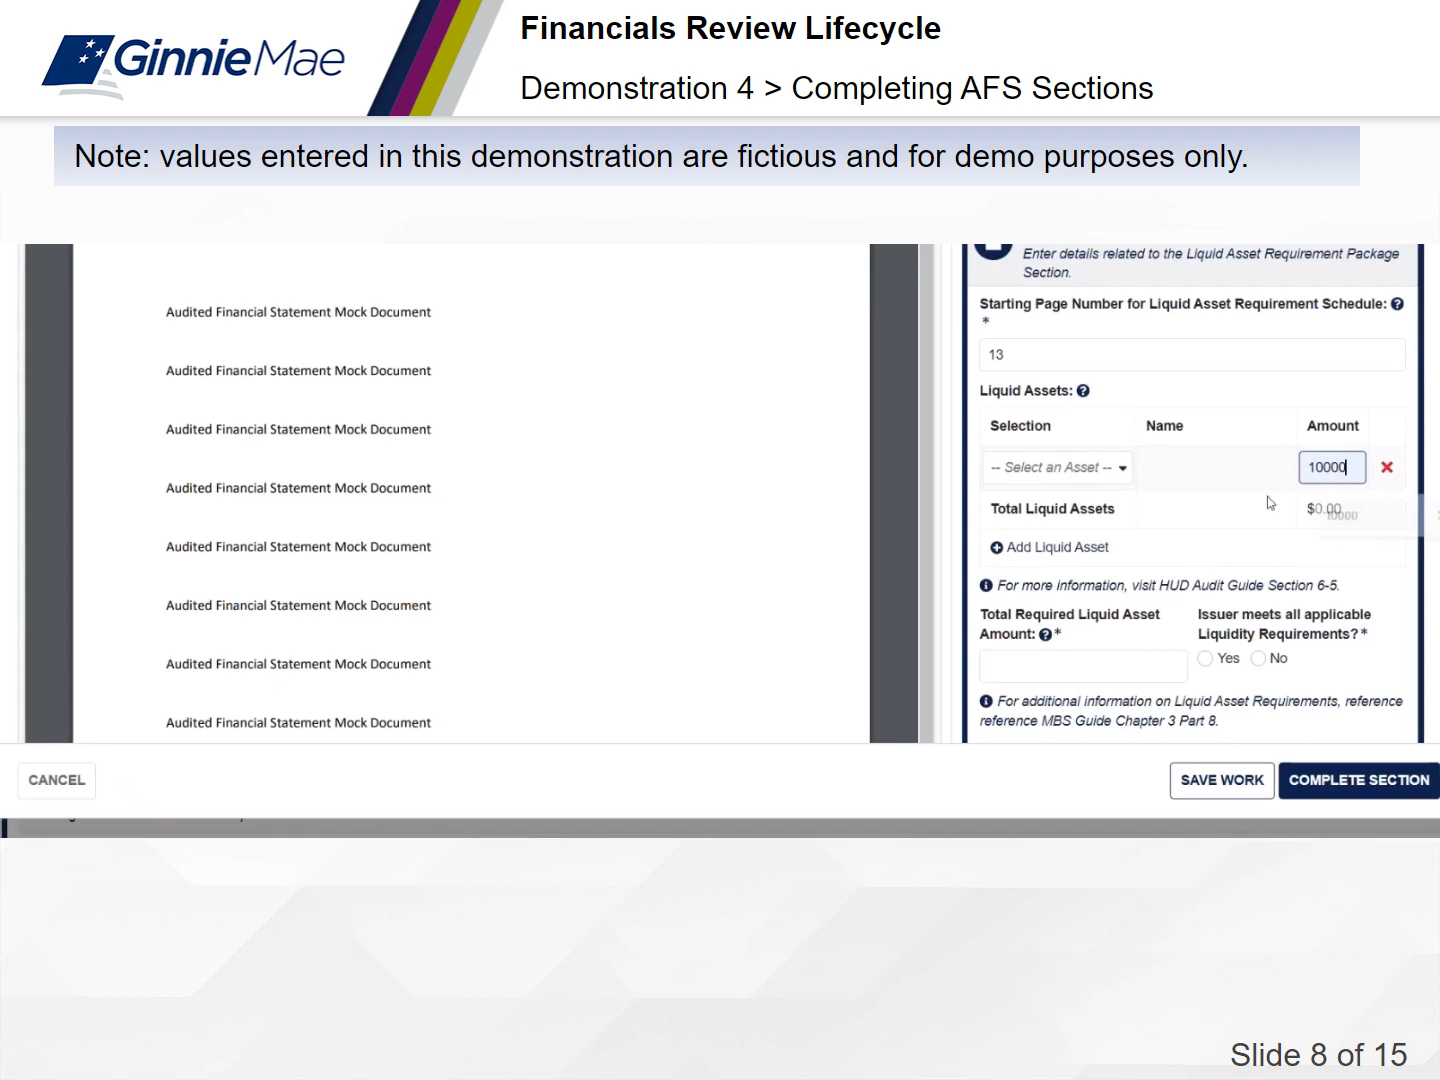 Ginnie Mae
Financials Review Lifecycle
Demonstration 4 > Completing AFS Sections
Note: values entered in this demonstration are fictious and for demo purposes only.
Audited Financial Statement Mock Document
Audited Financial Statement Mock Document
Audited Financial Statement Mock Document
Audited Financial Statement Mock Document
Audited Financial Statement Mock Document
Audited Financial Statement Mock Document
Audited Financial Statement Mock Document
Audited Financial Statement Mock Document
Enter details related to the Liquid Asset Requirement Package
Section.
Starting Page Number for Liquid Asset Requirement Schedule:
*
13
Liquid Assets:
Selection Name Amount
-- Select an Asset -- 10000
Total Liquid Assets $0.00
10000
Add Liquid Asset
For more information, visit HUD Audit Guide Section 6-5.
Total Required Liquid Asset
Amount: *
Issuer meets all applicable
Liquidity Requirements? *
Yes No
For additional information on Liquid Asset Requirements, reference
reference MBS Guide Chapter 3 Part 8.
CANCEL
SAVE WORK
COMPLETE SECTION
Slide 8 of 15